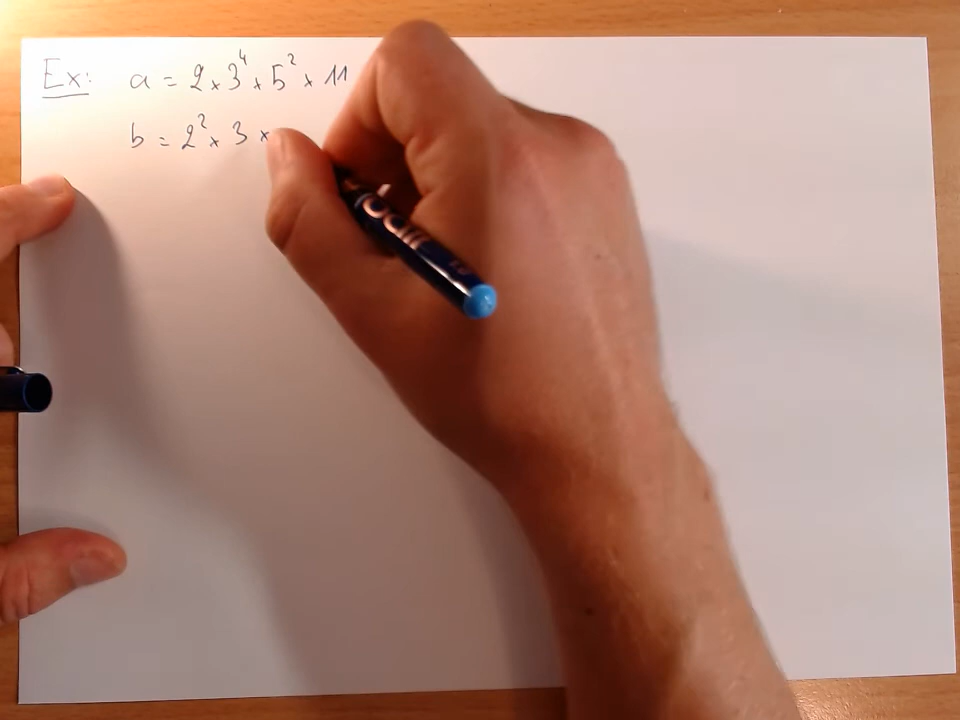 Ex: a = 2 × 3⁴ × 5² × 11
b = 2² × 3 ×